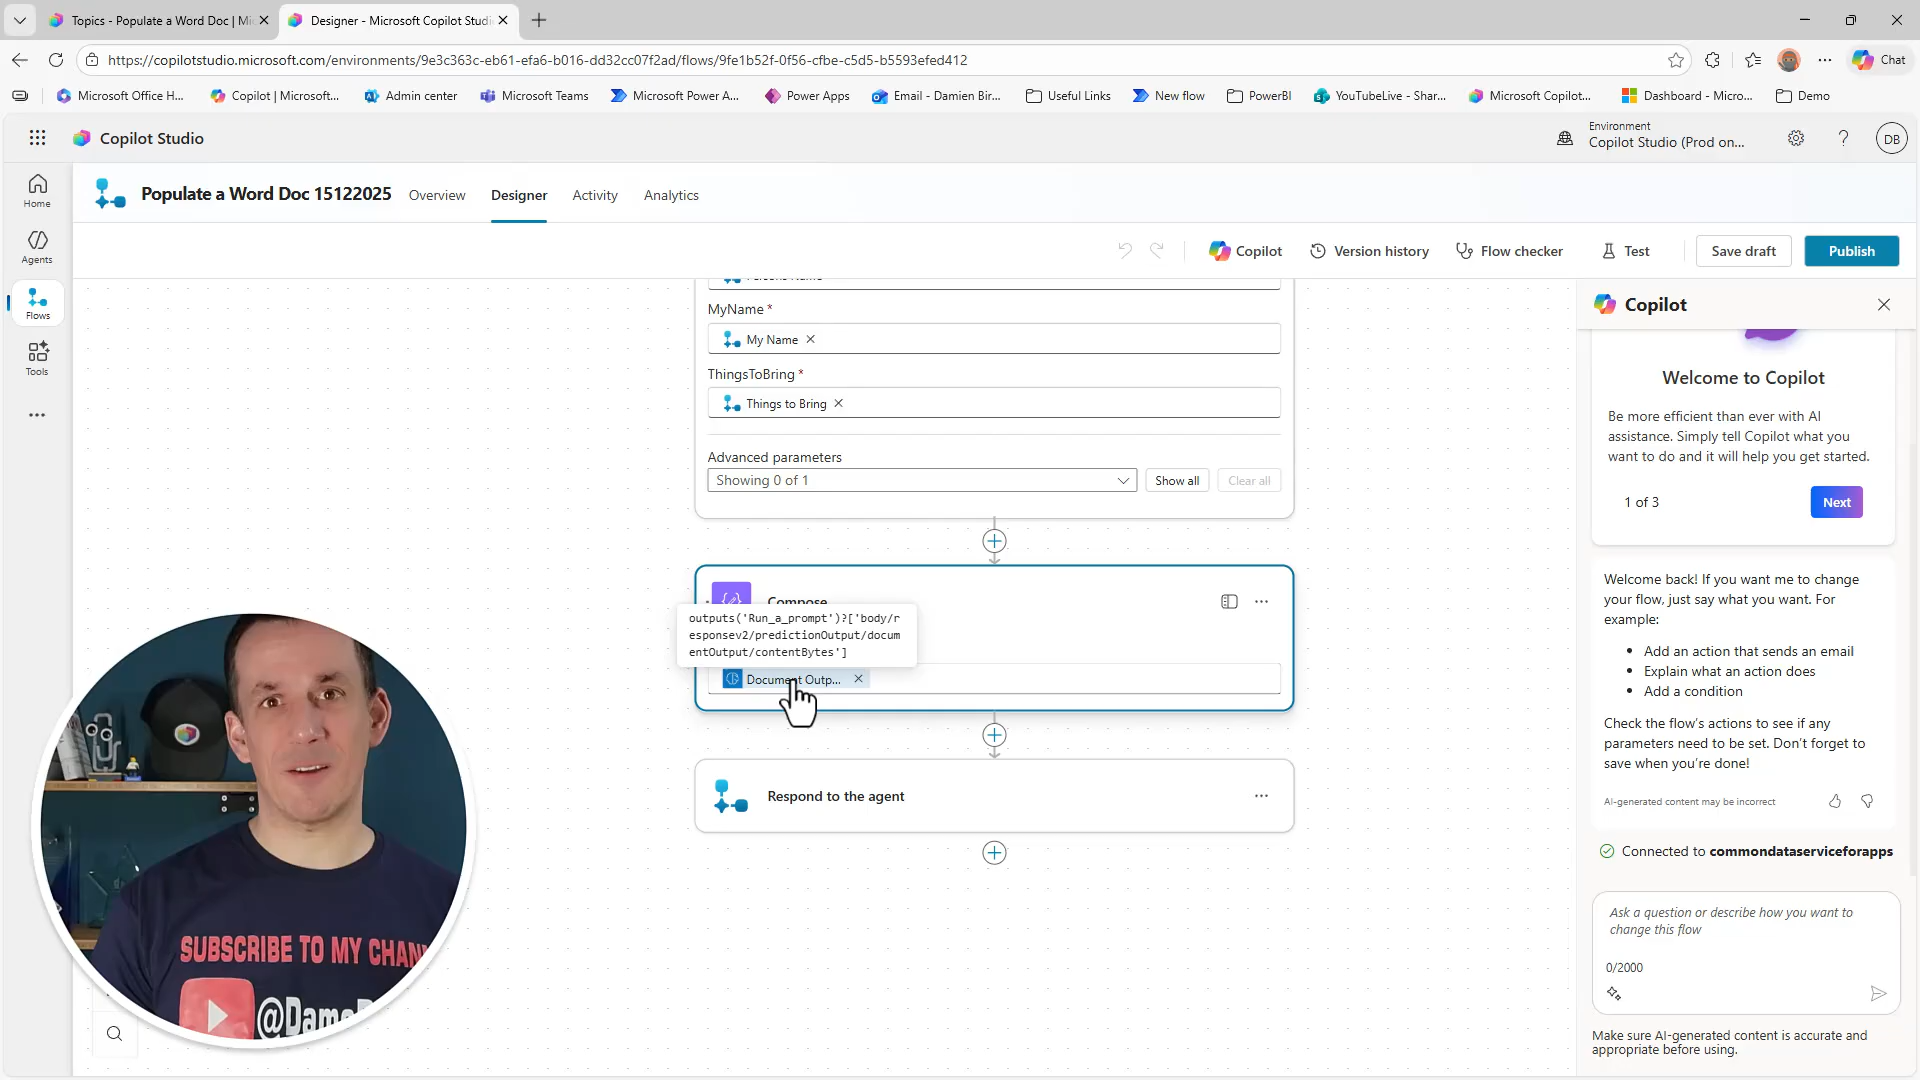 Topics - Populate a Word Doc | Mi
Designer - Microsoft Copilot Studi
https://copilotstudio.microsoft.com/environments/9e3c363c-eb61-efa6-b016-dd32cc07f2ad/flows/9fe1b52f-0f56-cfbe-c5d5-b5593efed412
Chat
Microsoft Office H...
Copilot | Microsoft...
Admin center
Microsoft Teams
Microsoft Power A...
Power Apps
Email - Damien Bir...
Useful Links
New flow
PowerBI
YouTubeLive - Shar...
Microsoft Copilot...
Dashboard - Micro...
Demo
Copilot Studio
Environment
Copilot Studio (Prod on...
DB
Home
Agents
Flows
Tools
Populate a Word Doc 15122025
Overview
Designer
Activity
Analytics
Copilot
Version history
Flow checker
Test
Save draft
Publish
MyName *
My Name
ThingsToBring *
Things to Bring
Advanced parameters
Showing 0 of 1
Show all
Clear all
Compose
outputs('Run_a_prompt')?['body/r
esponsev2/predictionOutput/docum
entOutput/contentBytes']
Document Outp...
Respond to the agent
Copilot
Welcome to Copilot
Be more efficient than ever with AI
assistance. Simply tell Copilot what you
want to do and it will help you get started.
1 of 3
Next
Welcome back! If you want me to change
your flow, just say what you want. For
example:
• Add an action that sends an email
• Explain what an action does
• Add a condition
Check the flow's actions to see if any
parameters need to be set. Don't forget to
save when you're done!
AI-generated content may be incorrect
Connected to commondataserviceforapps
Ask a question or describe how you want to
change this flow
0/2000
Make sure AI-generated content is accurate and
appropriate before using.
SUBSCRIBE TO MY CHAN